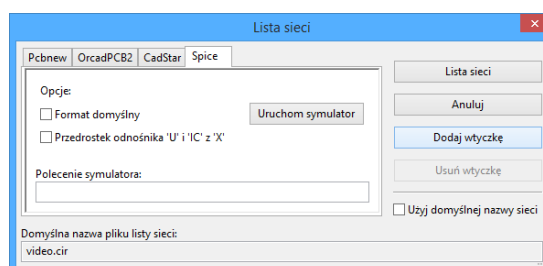 Lista sieci
Pcbnew OrcadPCB2 CadStar Spice
Opcje:
Format domyślny
Uruchom symulator
Przedrostek odnośnika 'U' i 'IC' z 'X'
Polecenie symulatora:
Lista sieci
Anuluj
Dodaj wtyczkę
Usuń wtyczkę
Użyj domyślnej nazwy sieci
Domyślna nazwa pliku listy sieci:
video.cir